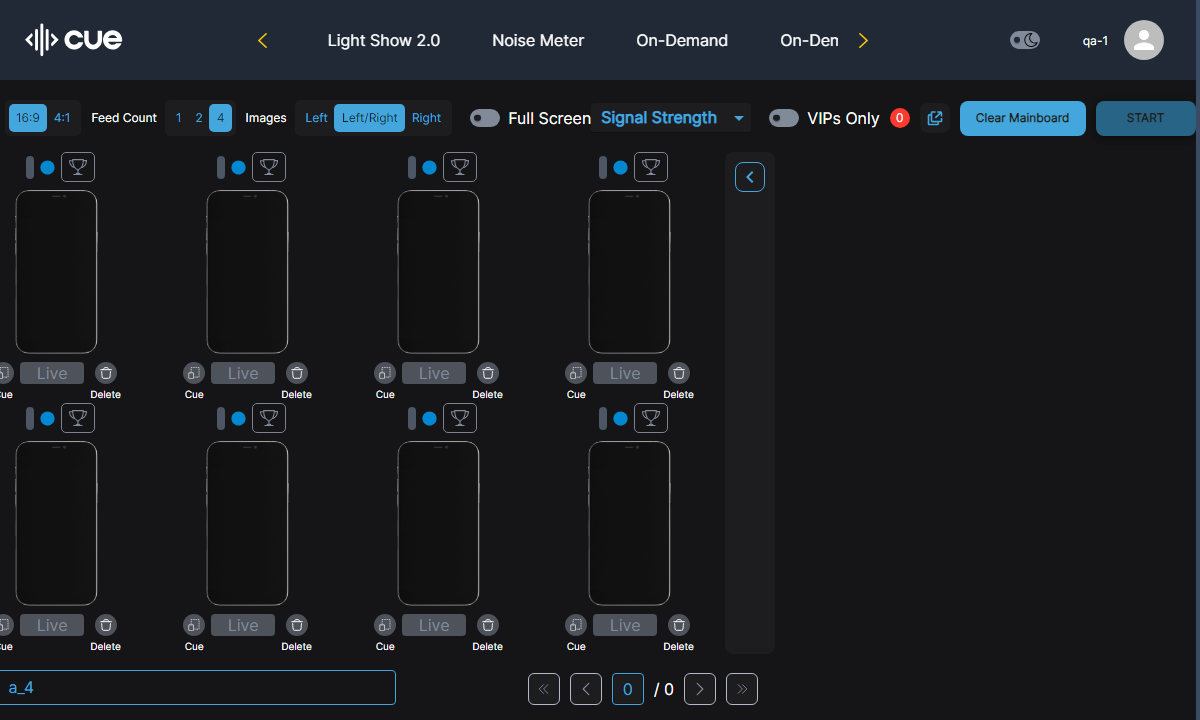 cue
Light Show 2.0 Noise Meter On-Demand On-Den
qa-1
16:9 4:1 Feed Count 1 2 4 Images Left Left/Right Right Full Screen Signal Strength VIPs Only 0 Clear Mainboard START
Live Live Live Live
ue Delete Cue Delete Cue Delete Cue Delete
Live Live Live Live
ue Delete Cue Delete Cue Delete Cue Delete
a_4 0 / 0